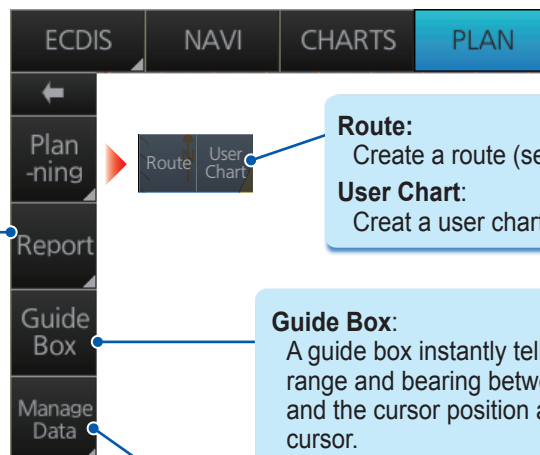 ECDIS NAVI CHARTS PLAN
Plan
-ning
Route User
Chart
Route:
Create a route (se
User Chart:
Creat a user chart
Report
Guide
Box
Guide Box:
A guide box instantly tel
range and bearing betw
and the cursor position a
cursor.
Manage
Data